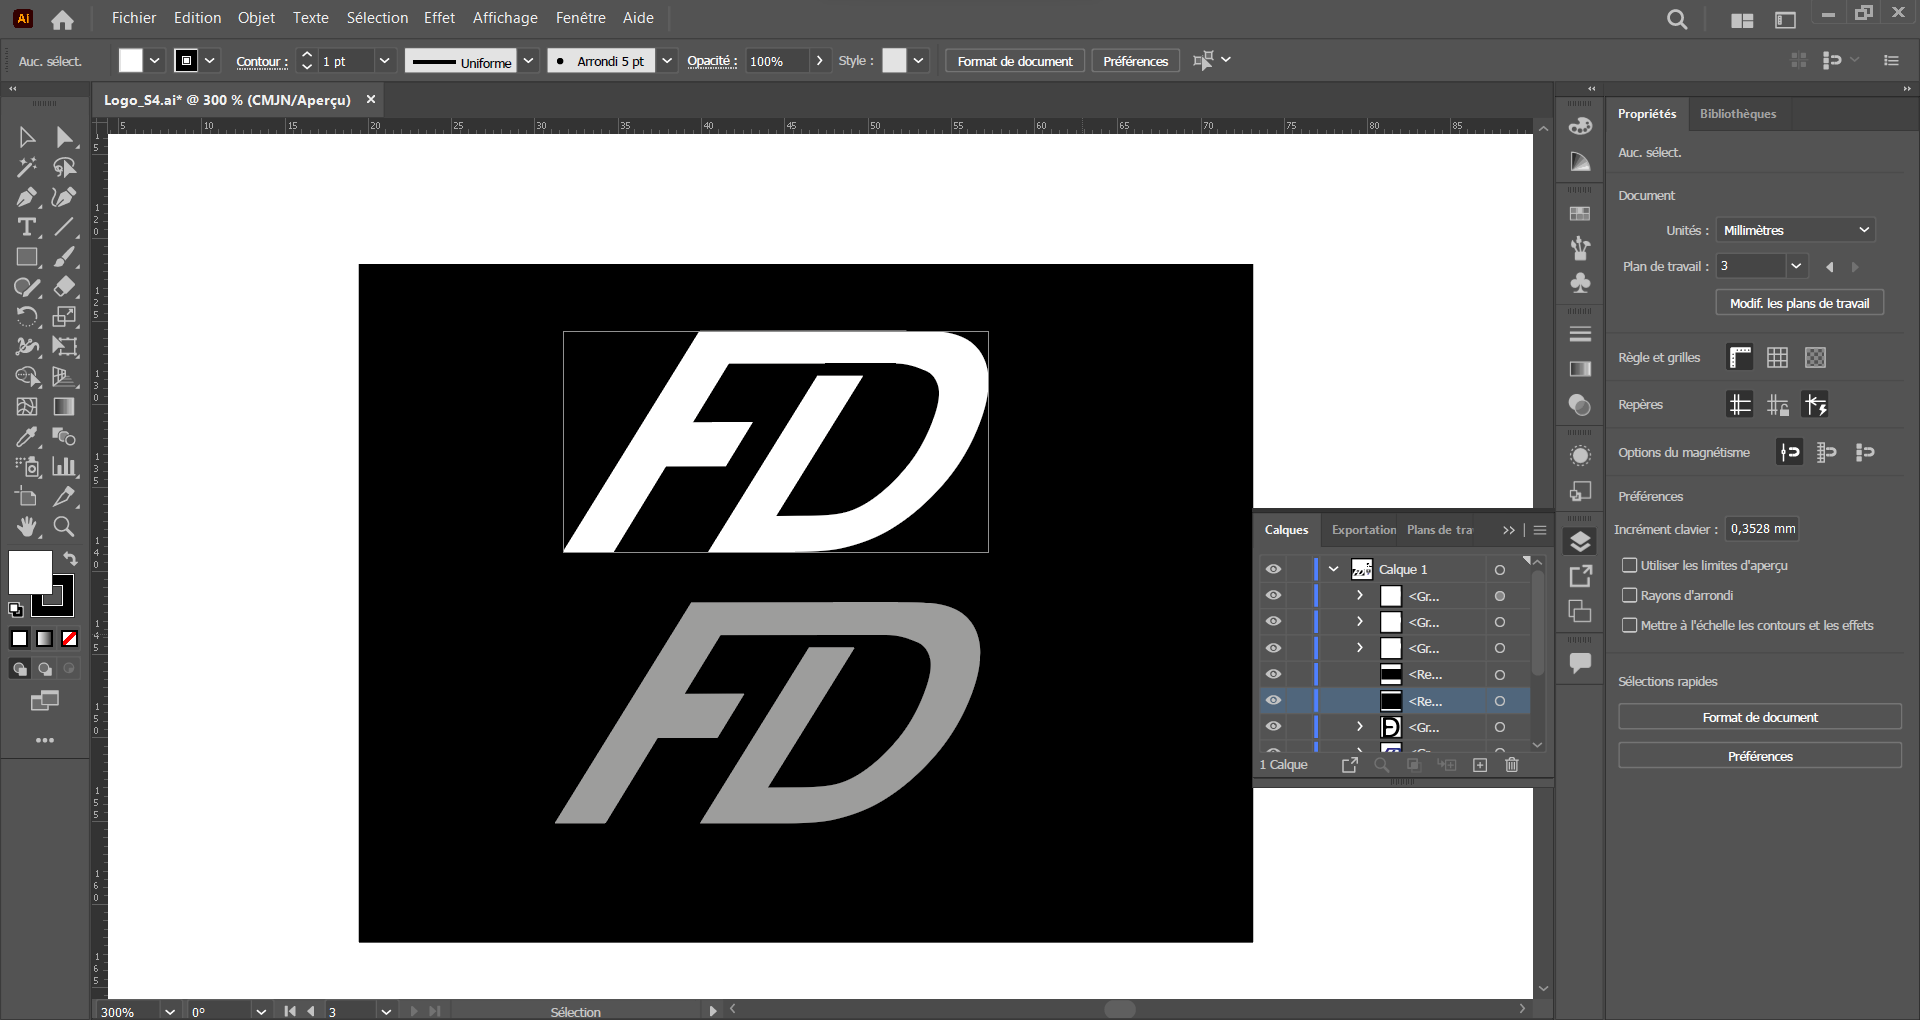 Ai Fichier Edition Objet Texte Sélection Effet Affichage Fenêtre Aide
Auc. sélect. Contour : 1 pt Uniforme Arrondi 5 pt Opacité : 100% Style : Format de document Préférences
Logo_S4.ai* @ 300 % (CMJN/Aperçu) ×
5 10 15 20 25 30 35 40 45 50 55 60 65 70 75 80 85
Propriétés Bibliothèques
Auc. sélect.
Document
Unités : Millimètres
Plan de travail : 3
Modif. les plans de travail
Règle et grilles
Repères
Options du magnétisme
Préférences
Incrément clavier : 0,3528 mm
Utiliser les limites d'aperçu
Rayons d'arrondi
Mettre à l'échelle les contours et les effets
Sélections rapides
Format de document
Préférences
FD
FD
Calques Exportation Plans de tra
Calque 1
<Gr...
<Gr...
<Gr...
<Re...
<Re...
<Gr...
1 Calque
300% 0° 3 Sélection